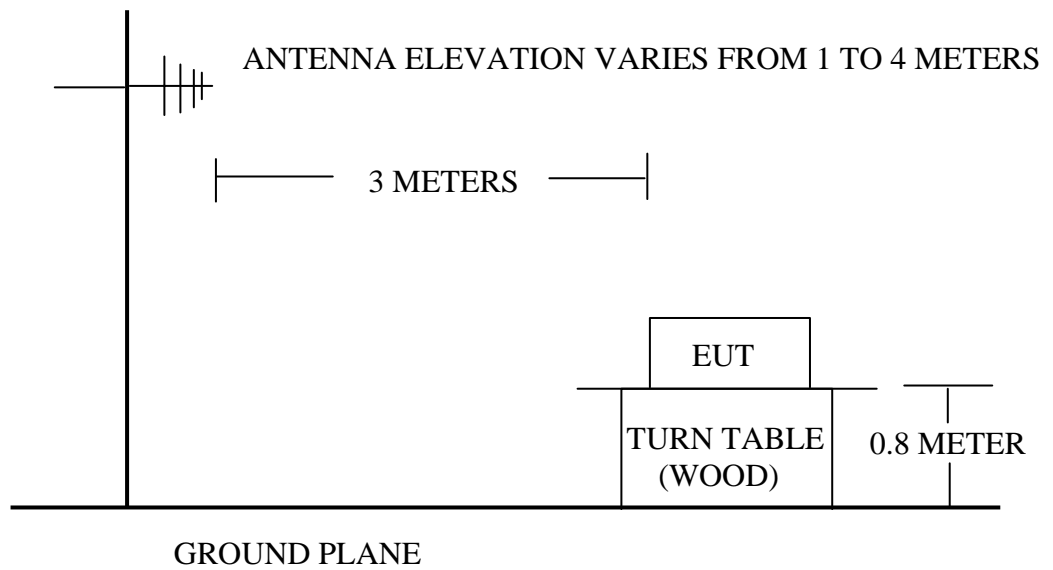 ANTENNA ELEVATION VARIES FROM 1 TO 4 METERS
3 METERS
EUT
TURN TABLE
(WOOD)
0.8 METER
GROUND PLANE